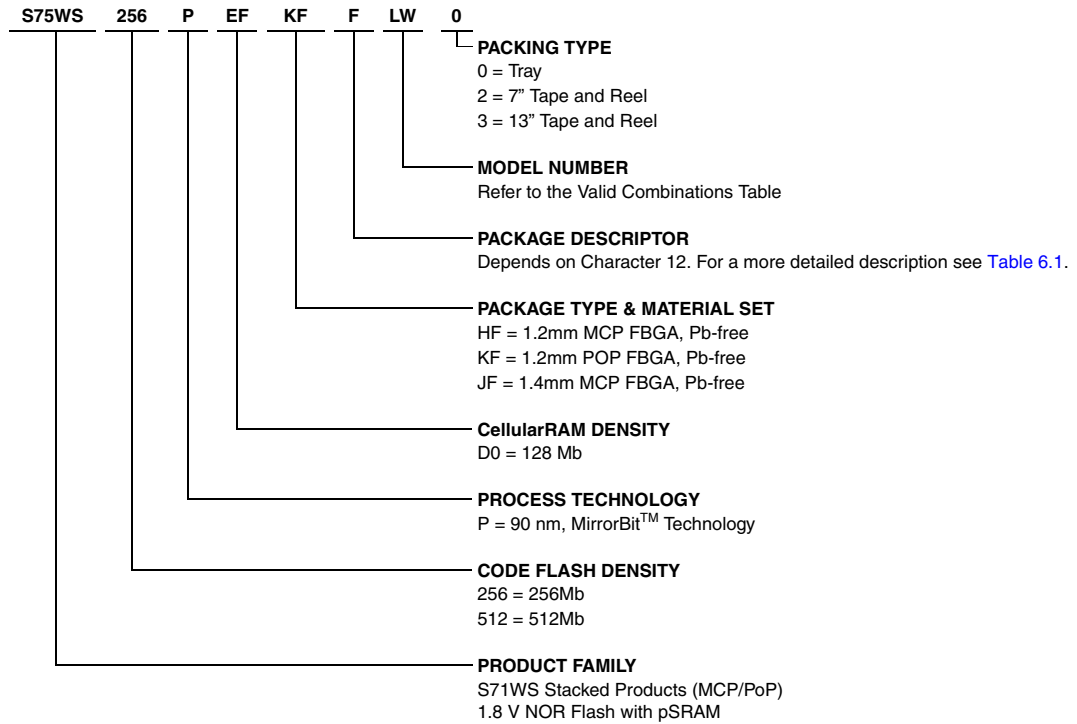 S75WS 256 P EF KF F LW 0
PACKING TYPE
0 = Tray
2 = 7” Tape and Reel
3 = 13” Tape and Reel
MODEL NUMBER
Refer to the Valid Combinations Table
PACKAGE DESCRIPTOR
Depends on Character 12. For a more detailed description see Table 6.1.
PACKAGE TYPE & MATERIAL SET
HF = 1.2mm MCP FBGA, Pb-free
KF = 1.2mm POP FBGA, Pb-free
JF = 1.4mm MCP FBGA, Pb-free
CellularRAM DENSITY
D0 = 128 Mb
PROCESS TECHNOLOGY
P = 90 nm, MirrorBit™ Technology
CODE FLASH DENSITY
256 = 256Mb
512 = 512Mb
PRODUCT FAMILY
S71WS Stacked Products (MCP/PoP)
1.8 V NOR Flash with pSRAM